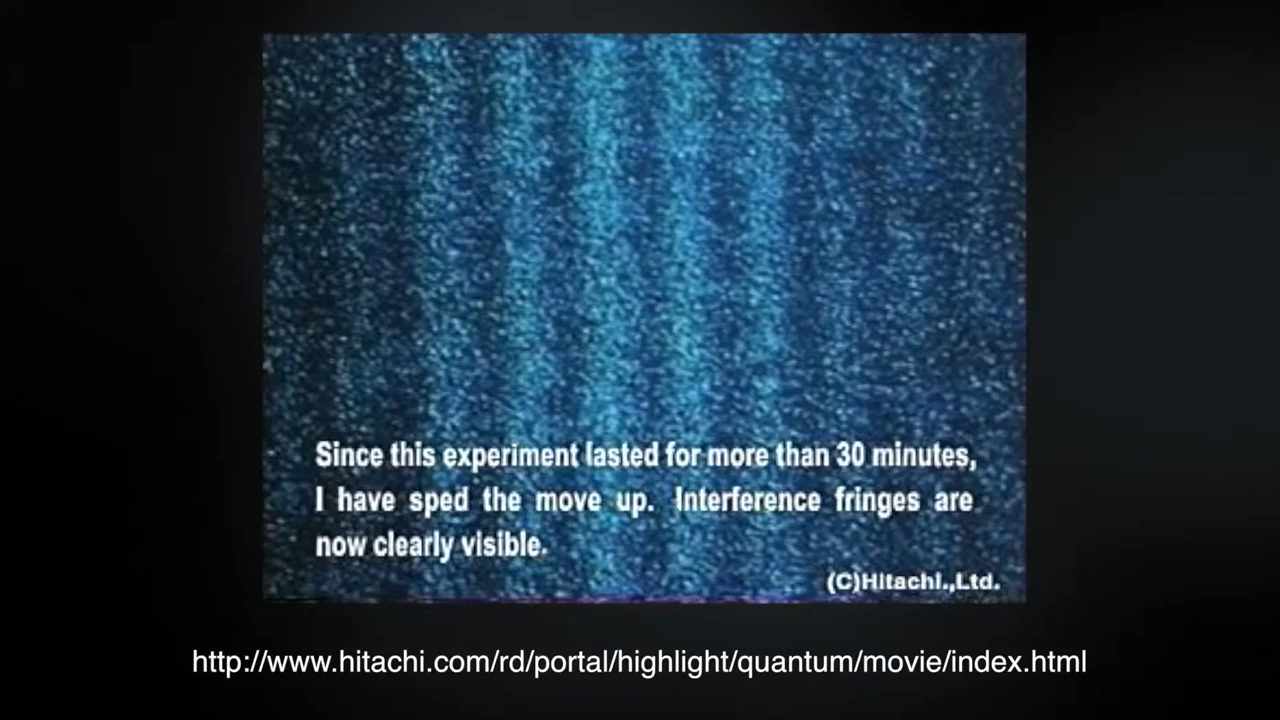 Since this experiment lasted for more than 30 minutes,
I have sped the move up. Interference fringes are
now clearly visible.
(C)Hitachi.,Ltd.
http://www.hitachi.com/rd/portal/highlight/quantum/movie/index.html